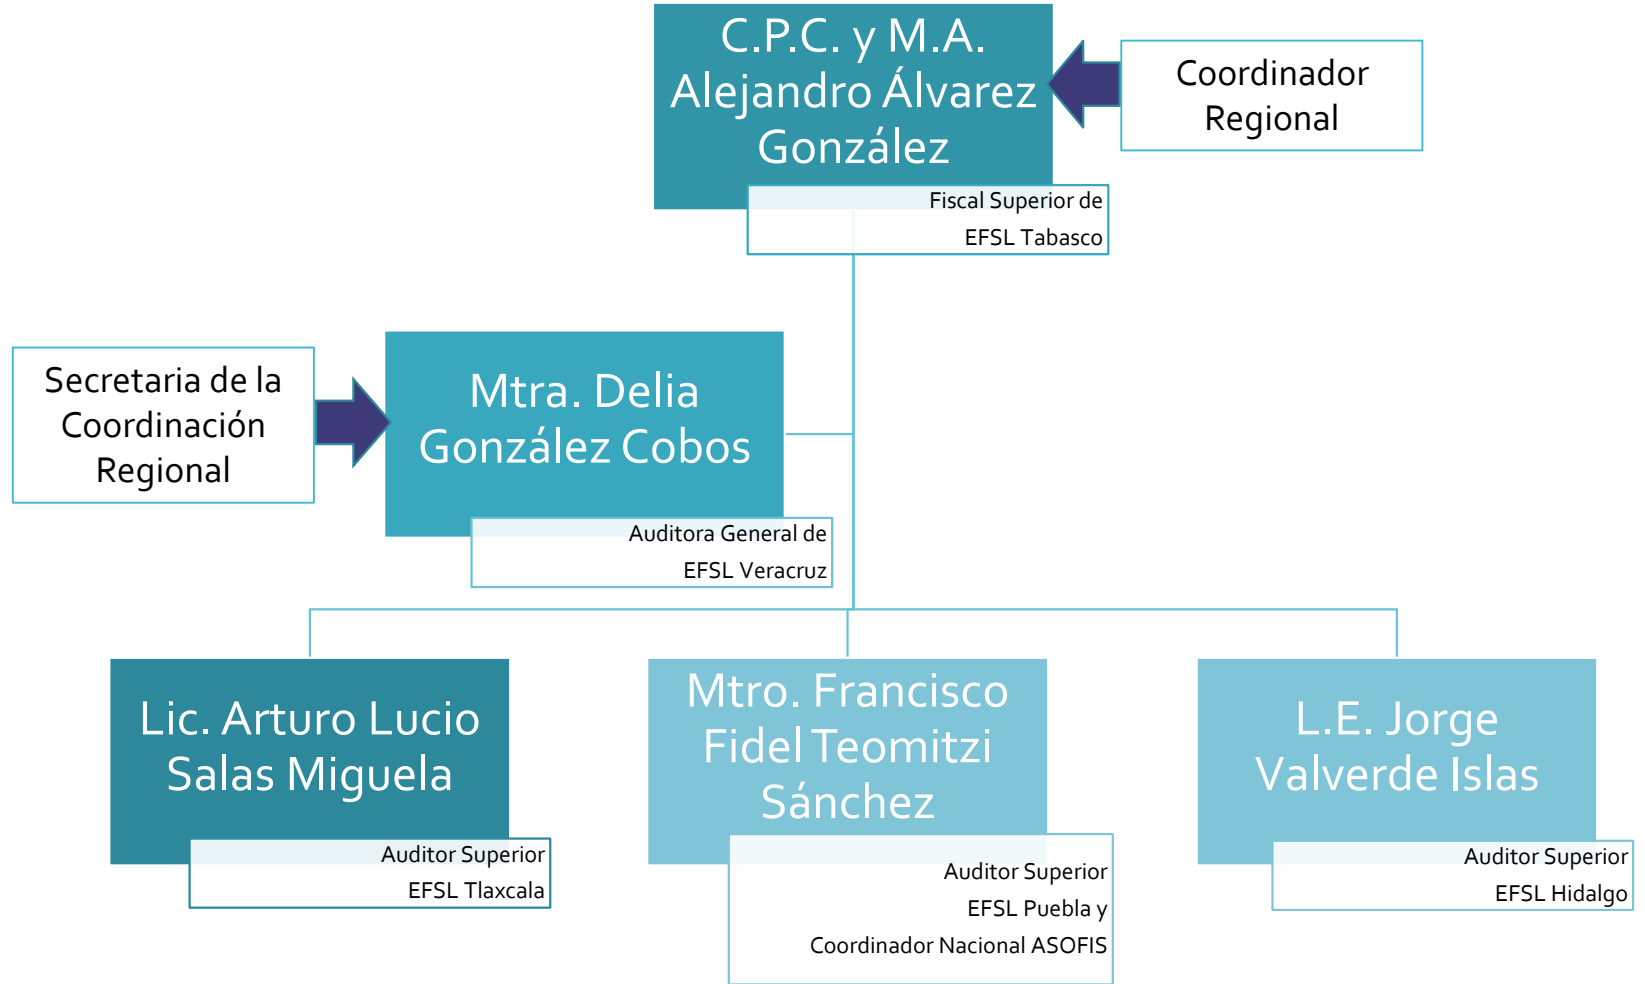 C.P.C. y M.A.
Alejandro Álvarez
González
Coordinador
Regional
Fiscal Superior de
EFSL Tabasco
Secretaria de la
Coordinación
Regional
Mtra. Delia
González Cobos
Auditora General de
EFSL Veracruz
Lic. Arturo Lucio
Salas Miguela
Auditor Superior
EFSL Tlaxcala
Mtro. Francisco
Fidel Teomitzi
Sánchez
Auditor Superior
EFSL Puebla y
Coordinador Nacional ASOFIS
L.E. Jorge
Valverde Islas
Auditor Superior
EFSL Hidalgo